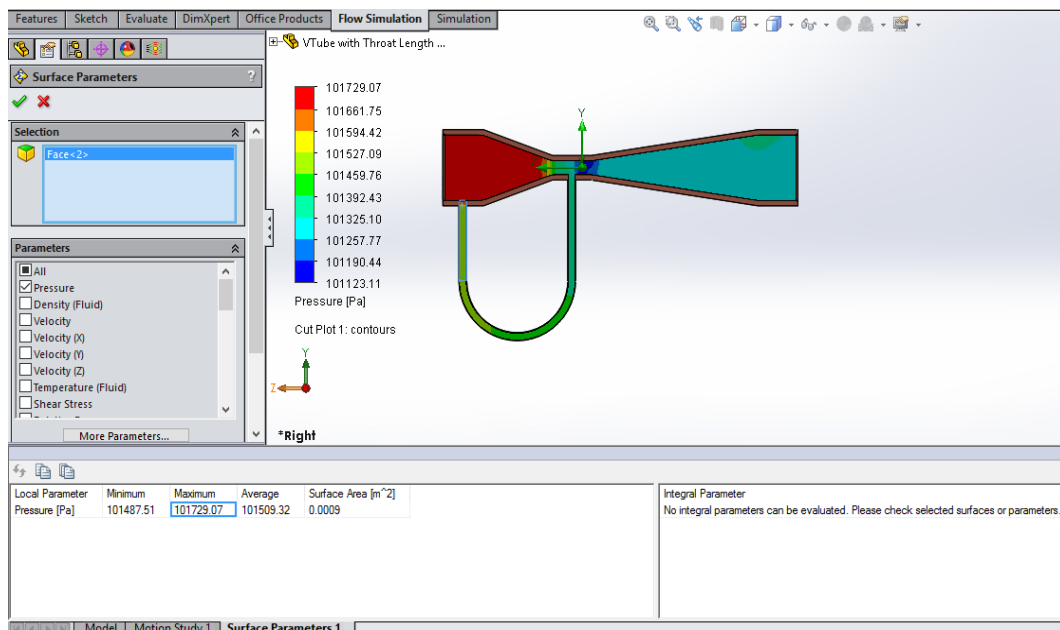 Features Sketch Evaluate DimXpert Office Products Flow Simulation Simulation
VTube with Throat Length ...
Surface Parameters ?
Selection
Face<2>
Parameters
All
Pressure
Density (Fluid)
Velocity
Velocity (X)
Velocity (Y)
Velocity (Z)
Temperature (Fluid)
Shear Stress
More Parameters...
101729.07
101661.75
101594.42
101527.09
101459.76
101392.43
101325.10
101257.77
101190.44
101123.11
Pressure [Pa]
Cut Plot 1: contours
Y
Y
Z
*Right
Local Parameter Minimum Maximum Average Surface Area [m^2]
Pressure [Pa] 101487.51 101729.07 101509.32 0.0009
Integral Parameter
No integral parameters can be evaluated. Please check selected surfaces or parameters.
Model Motion Study 1 Surface Parameters 1